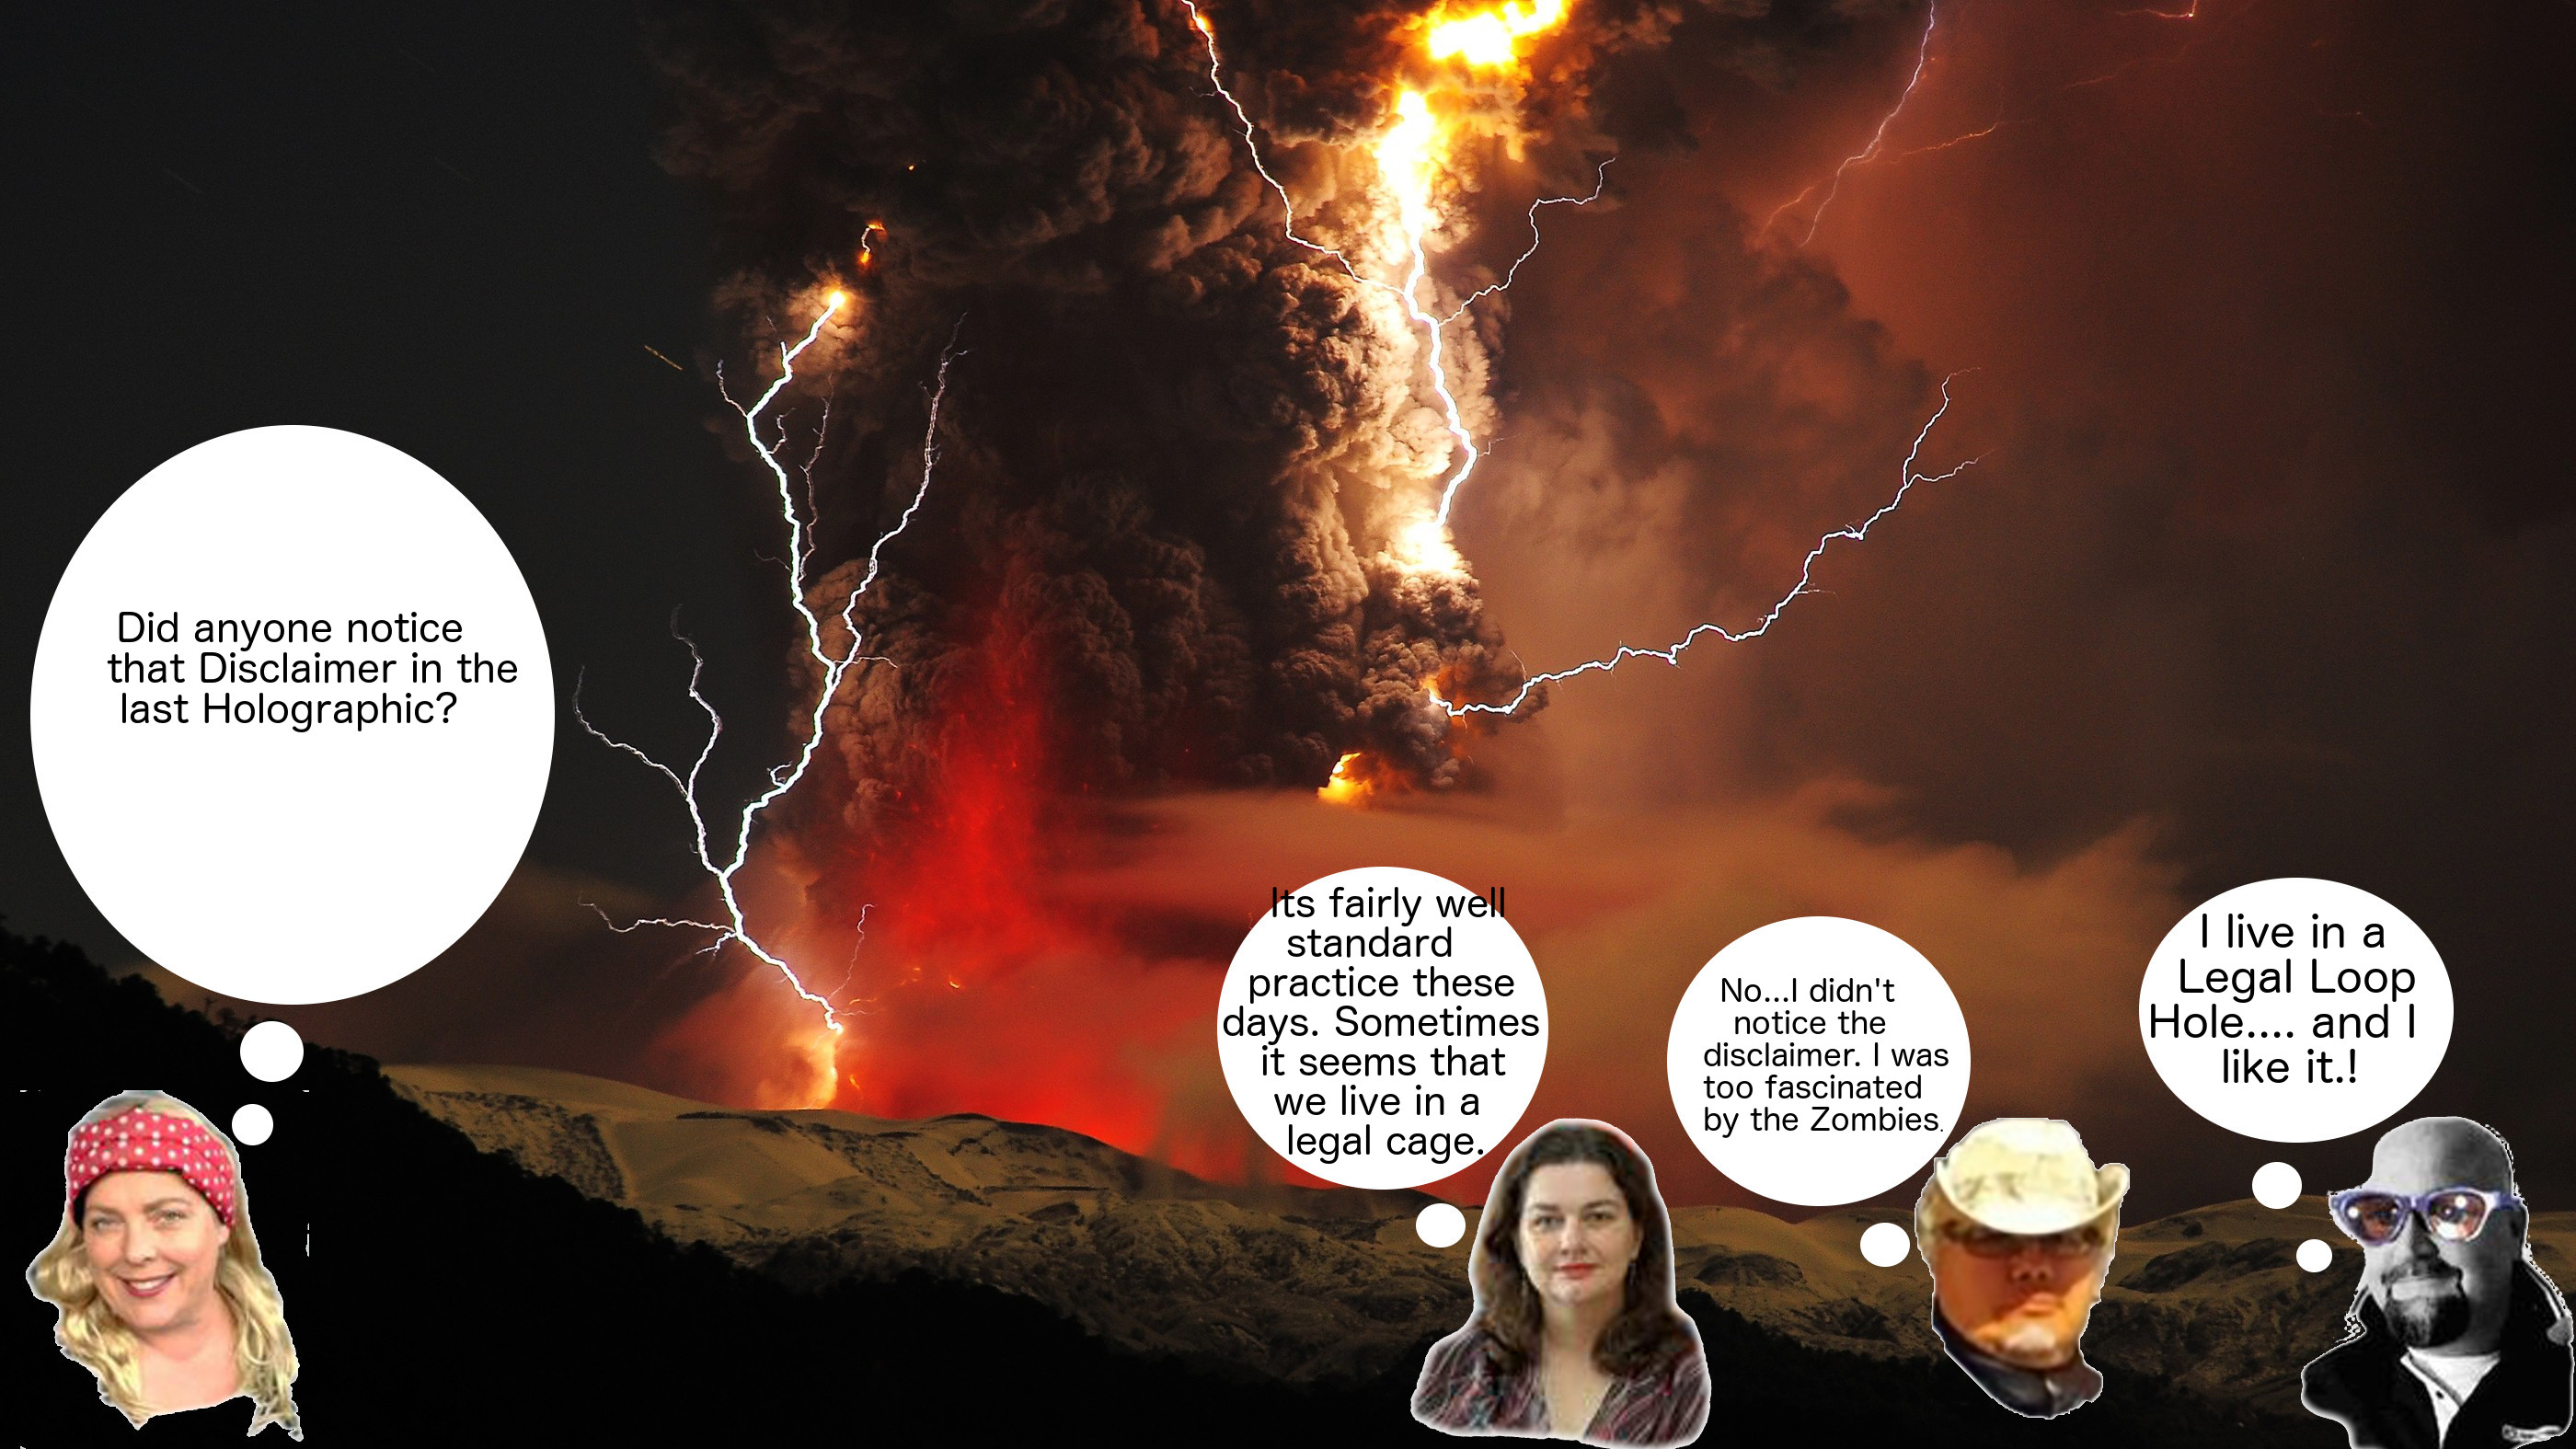 Did anyone notice
that Disclaimer in the
last Holographic?
Its fairly well
standard
practice these
days. Sometimes
it seems that
we live in a
legal cage.
No...I didn't
notice the
disclaimer. I was
too fascinated
by the Zombies.
I live in a
Legal Loop
Hole.... and I
like it.!